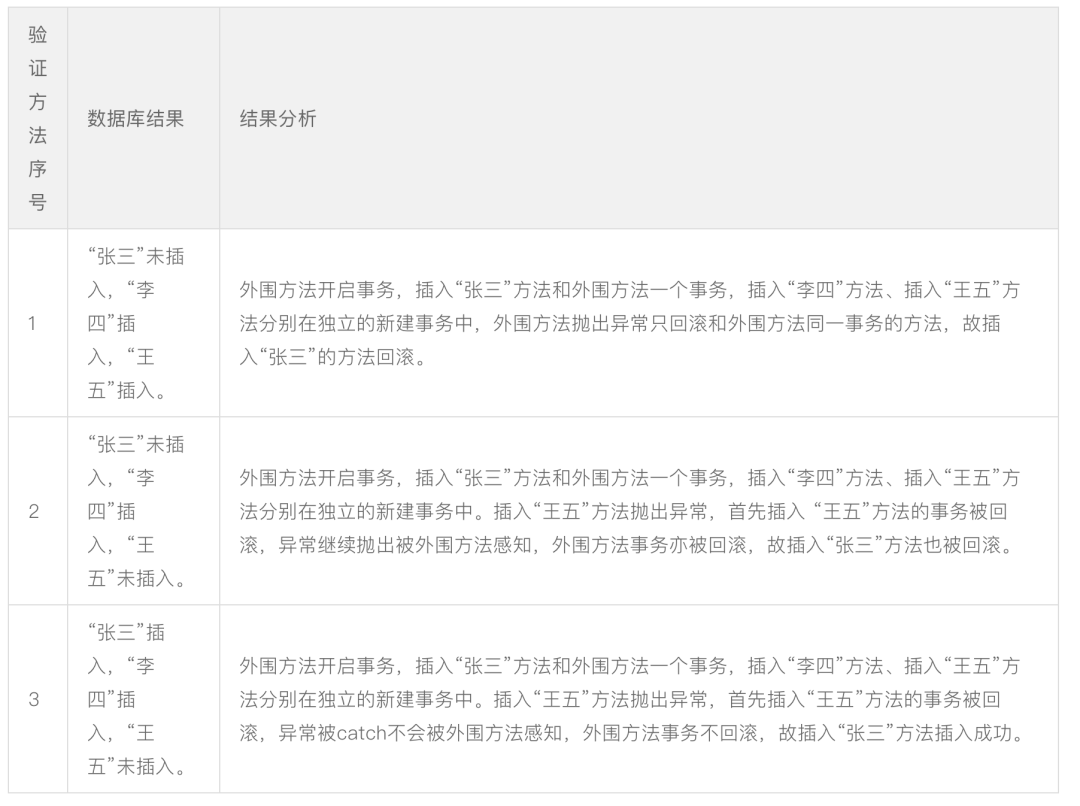 验
证
方
法
序
号
数据库结果
结果分析
1
“张三”未插
入，“李
四”插
入，“王
五”插入。
外围方法开启事务，插入“张三”方法和外围方法一个事务，插入“李四”方法、插入“王五”方
法分别在独立的新建事务中，外围方法抛出异常只回滚和外围方法同一事务的方法，故插
入“张三”的方法回滚。
2
“张三”未插
入，“李
四”插
入，“王
五”未插入。
外围方法开启事务，插入“张三”方法和外围方法一个事务，插入“李四”方法、插入“王五”方
法分别在独立的新建事务中。插入“王五”方法抛出异常，首先插入 “王五”方法的事务被回
滚，异常继续抛出被外围方法感知，外围方法事务亦被回滚，故插入“张三”方法也被回滚。
3
“张三”插
入，“李
四”插
入，“王
五”未插入。
外围方法开启事务，插入“张三”方法和外围方法一个事务，插入“李四”方法、插入“王五”方
法分别在独立的新建事务中。插入“王五”方法抛出异常，首先插入“王五”方法的事务被回
滚，异常被catch不会被外围方法感知，外围方法事务不回滚，故插入“张三”方法插入成功。